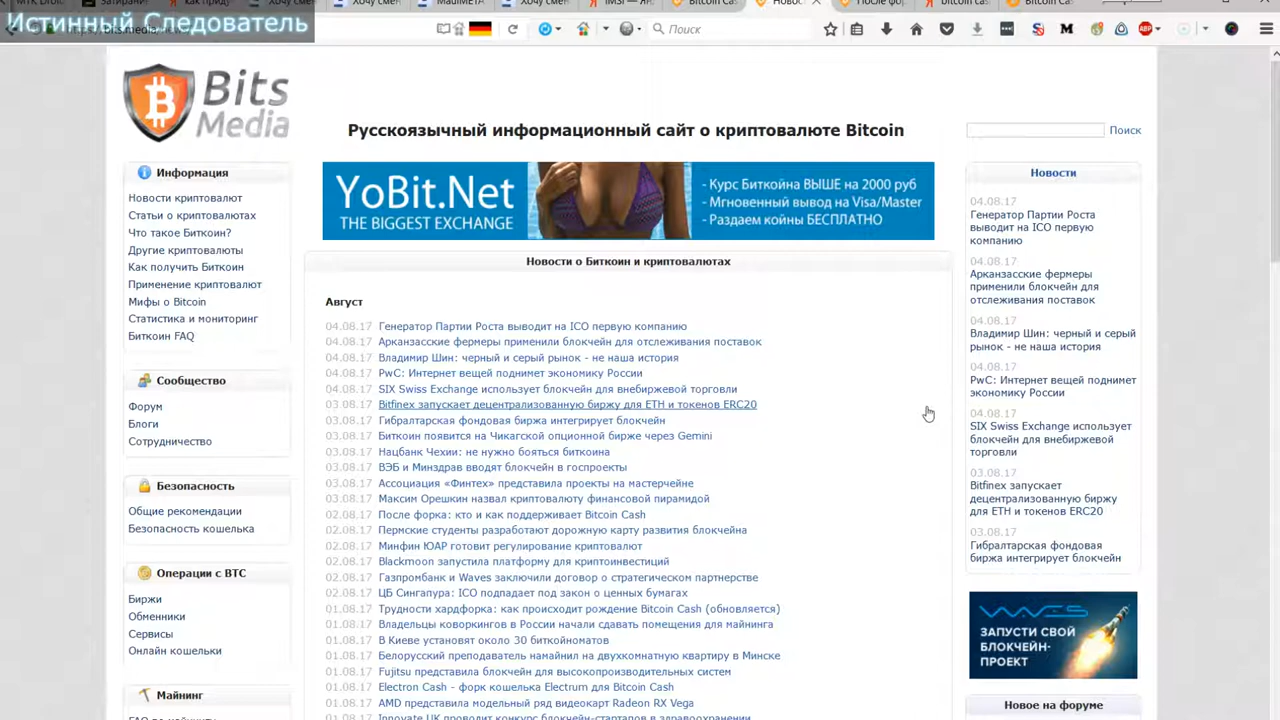 Истинный Следователь
Поиск
Bits
Media
Русскоязычный информационный сайт о криптовалюте Bitcoin
Поиск
YoBit.Net
THE BIGGEST EXCHANGE
- Курс Биткойна ВЫШЕ на 2000 руб
- Мгновенный вывод на Visa/Master
- Раздаем койны БЕСПЛАТНО
Информация
Новости криптовалют
Статьи о криптовалютах
Что такое Биткоин?
Другие криптовалюты
Как получить Биткоин
Применение криптовалют
Мифы о Bitcoin
Статистика и мониторинг
Биткоин FAQ
Сообщество
Форум
Блоги
Сотрудничество
Безопасность
Общие рекомендации
Безопасность кошелька
Операции с BTC
Биржи
Обменники
Сервисы
Онлайн кошельки
Майнинг
FAQ по майнингу
Новости о Биткоин и криптовалютах
Август
04.08.17 Генератор Партии Роста выводит на ICO первую компанию
04.08.17 Арканзасские фермеры применили блокчейн для отслеживания поставок
04.08.17 Владимир Шин: черный и серый рынок - не наша история
04.08.17 PwC: Интернет вещей поднимет экономику России
04.08.17 SIX Swiss Exchange использует блокчейн для внебиржевой торговли
03.08.17 Bitfinex запускает децентрализованную биржу для ETH и токенов ERC20
03.08.17 Гибралтарская фондовая биржа интегрирует блокчейн
03.08.17 Биткоин появится на Чикагской опционной бирже через Gemini
03.08.17 Нацбанк Чехии: не нужно бояться биткоина
03.08.17 ВЭБ и Минздрав вводят блокчейн в госпроекты
03.08.17 Ассоциация «Финтех» представила проекты на мастерчейне
03.08.17 Максим Орешкин назвал криптовалюту финансовой пирамидой
02.08.17 После форка: кто и как поддерживает Bitcoin Cash
02.08.17 Пермские студенты разработают дорожную карту развития блокчейна
02.08.17 Минфин ЮАР готовит регулирование криптовалют
02.08.17 Blackmoon запустила платформу для криптоинвестиций
02.08.17 Газпромбанк и Waves заключили договор о стратегическом партнерстве
02.08.17 ЦБ Сингапура: ICO подпадает под закон о ценных бумагах
01.08.17 Трудности хардфорка: как происходит рождение Bitcoin Cash (обновляется)
01.08.17 Владельцы коворкингов в России начали сдавать помещения для майнинга
01.08.17 В Киеве установят около 30 биткойноматов
01.08.17 Белорусский преподаватель намайнил на двухкомнатную квартиру в Минске
01.08.17 Fujitsu представила блокчейн для высокопроизводительных систем
01.08.17 Electron Cash - форк кошелька Electrum для Bitcoin Cash
01.08.17 AMD представила модельный ряд видеокарт Radeon RX Vega
01.08.17 Innovate UK проводит конкурс блокчейн-стартапов в здравоохранении
Новости
04.08.17
Генератор Партии Роста
выводит на ICO первую
компанию
04.08.17
Арканзасские фермеры
применили блокчейн для
отслеживания поставок
04.08.17
Владимир Шин: черный и серый
рынок - не наша история
04.08.17
PwC: Интернет вещей поднимет
экономику России
04.08.17
SIX Swiss Exchange использует
блокчейн для внебиржевой
торговли
03.08.17
Bitfinex запускает
децентрализованную биржу
для ETH и токенов ERC20
03.08.17
Гибралтарская фондовая
биржа интегрирует блокчейн
WAVES
ЗАПУСТИ СВОЙ
БЛОКЧЕЙН-
ПРОЕКТ
Новое на форуме